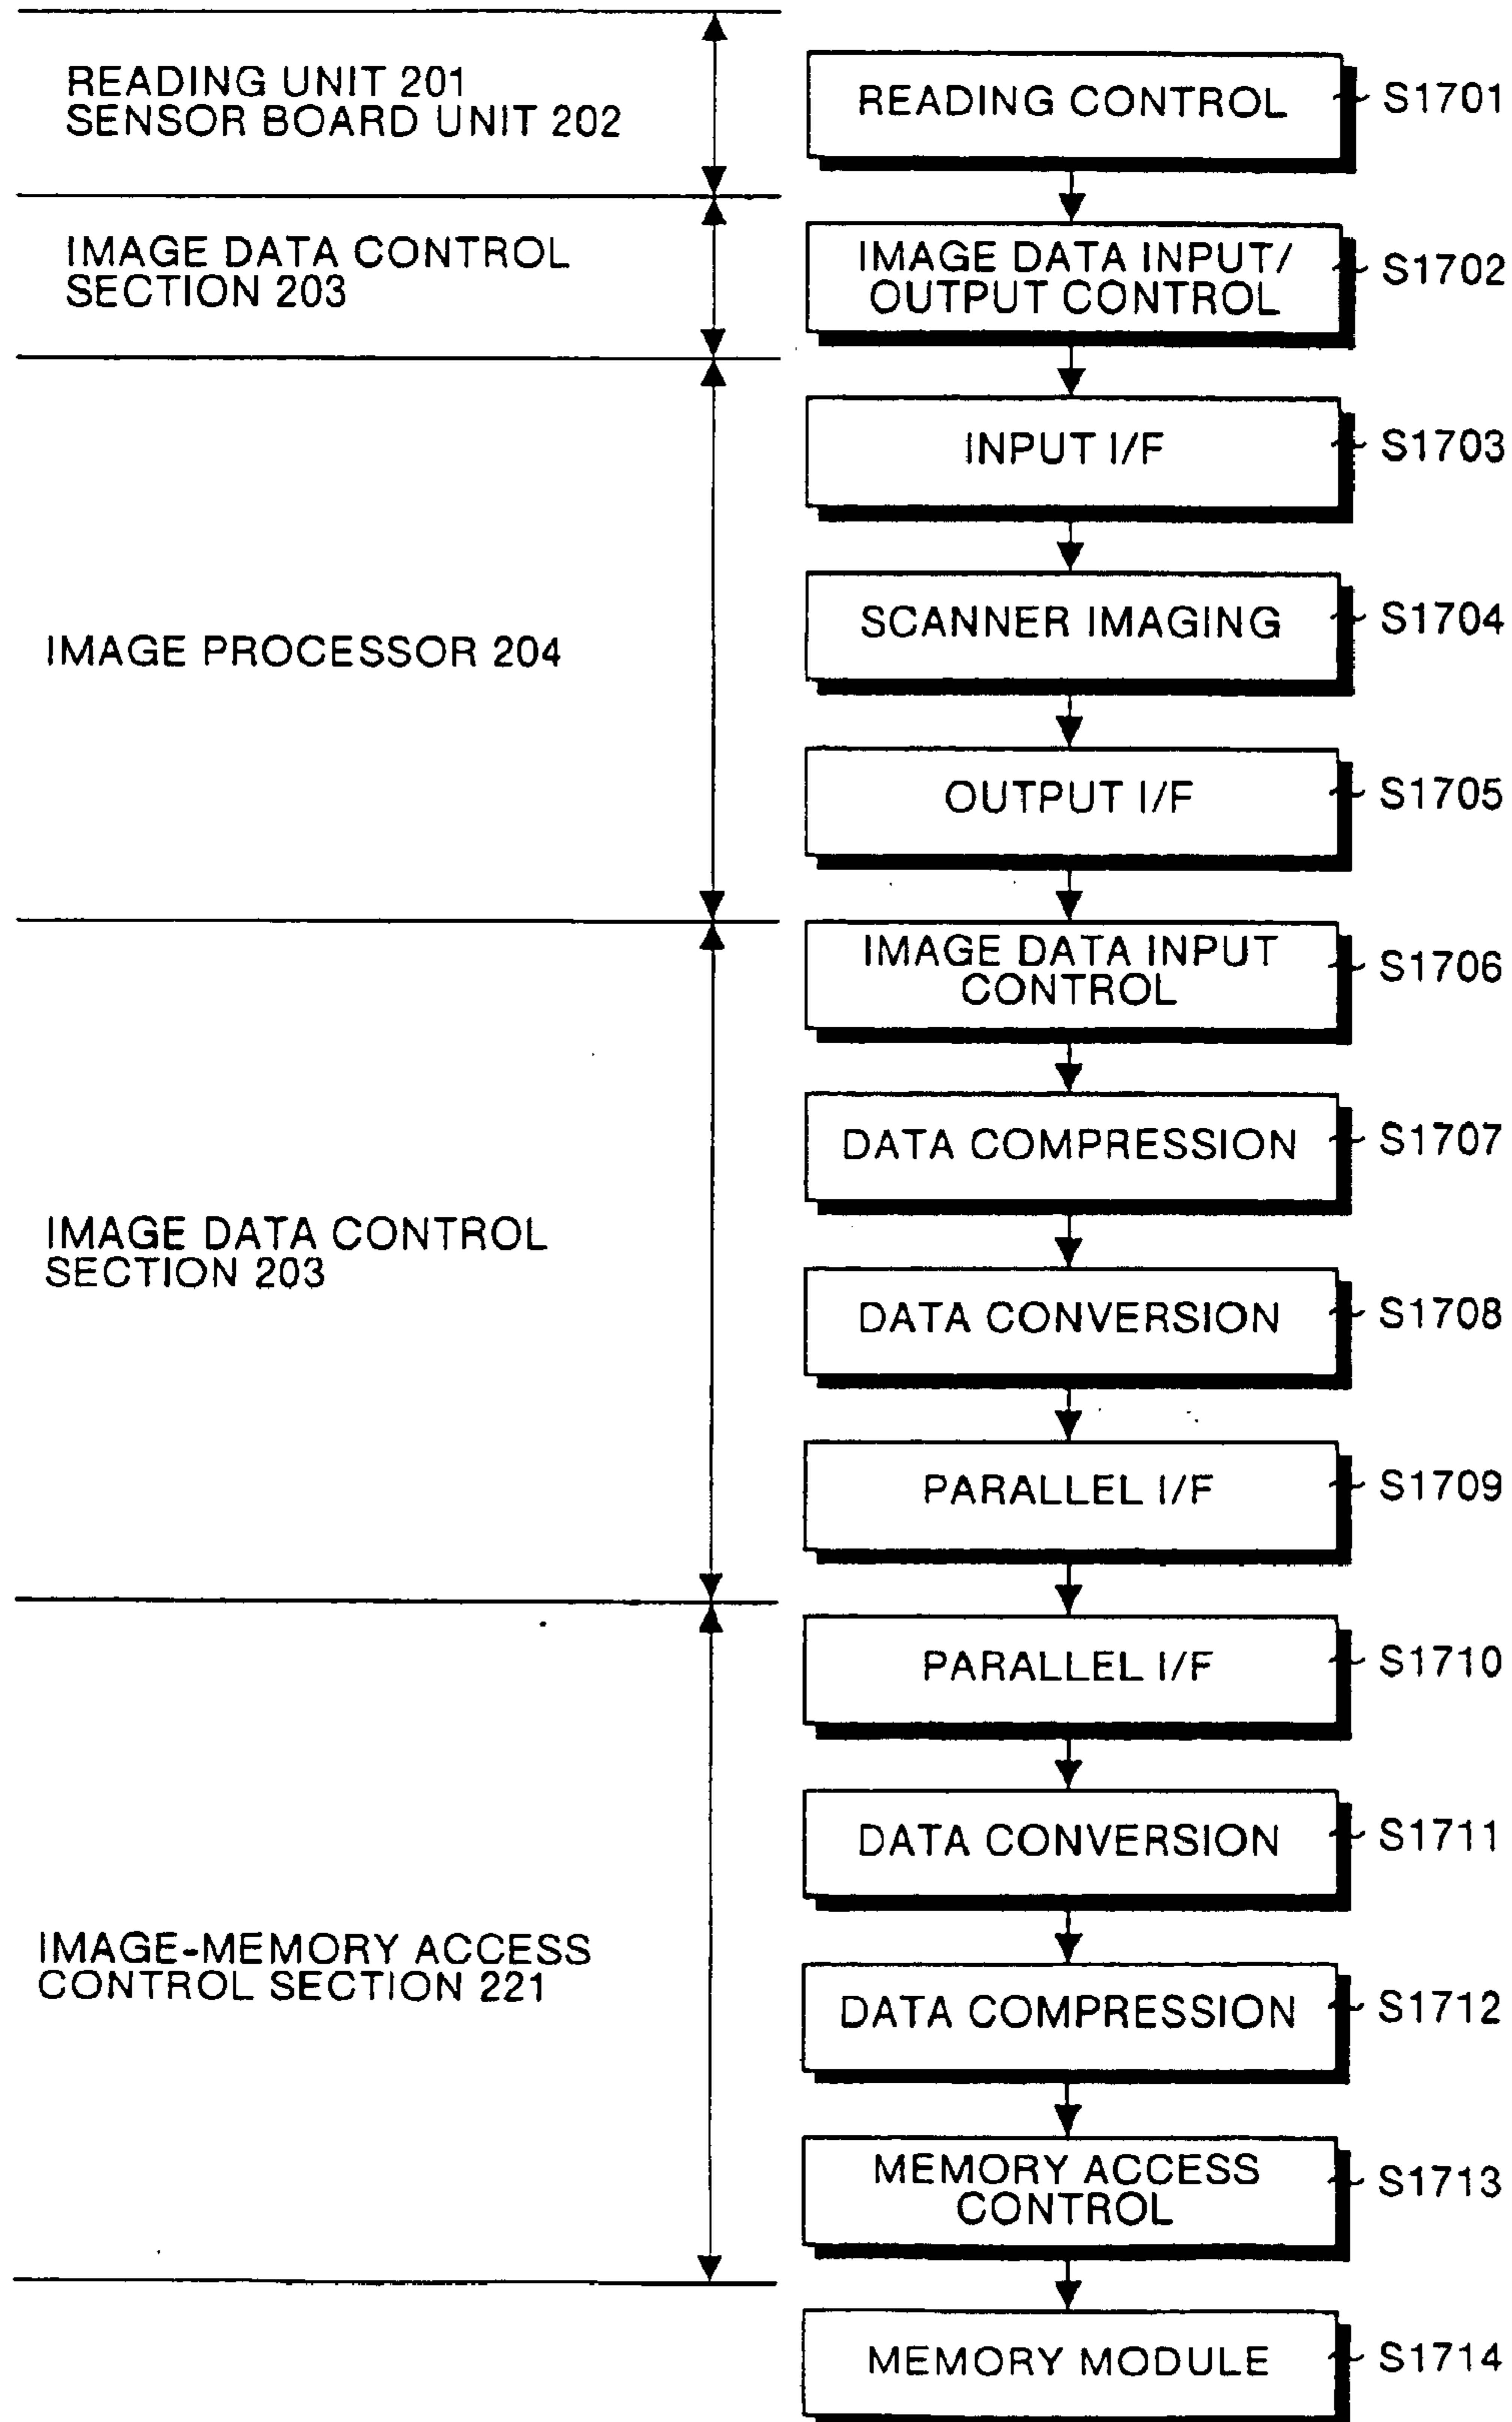 READING UNIT 201
SENSOR BOARD UNIT 202
READING CONTROL
S1701
IMAGE DATA CONTROL
SECTION 203
IMAGE DATA INPUT/
OUTPUT CONTROL
S1702
IMAGE PROCESSOR 204
INPUT I/F
S1703
SCANNER IMAGING
S1704
OUTPUT I/F
S1705
IMAGE DATA CONTROL
SECTION 203
IMAGE DATA INPUT
CONTROL
S1706
DATA COMPRESSION
S1707
DATA CONVERSION
S1708
PARALLEL I/F
S1709
IMAGE-MEMORY ACCESS
CONTROL SECTION 221
PARALLEL I/F
S1710
DATA CONVERSION
S1711
DATA COMPRESSION
S1712
MEMORY ACCESS
CONTROL
S1713
MEMORY MODULE
S1714